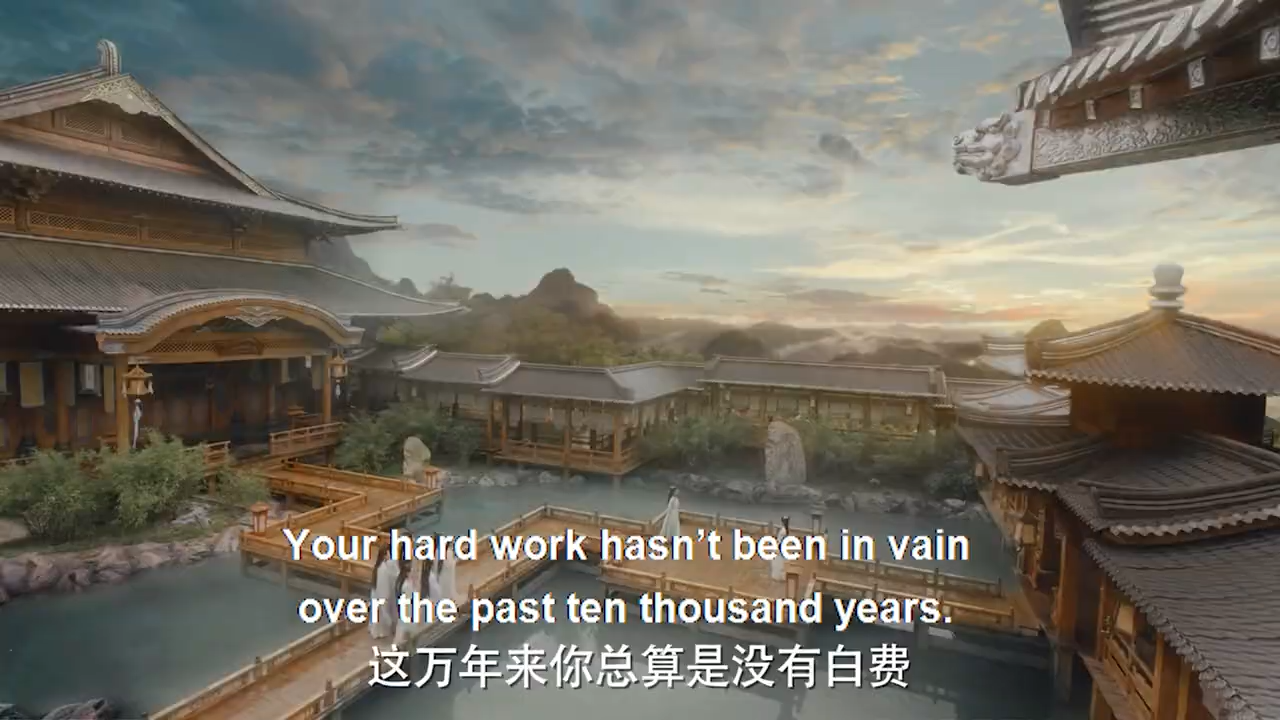 Your hard work hasn’t been in vain
over the past ten thousand years.
这万年来你总算是没有白费